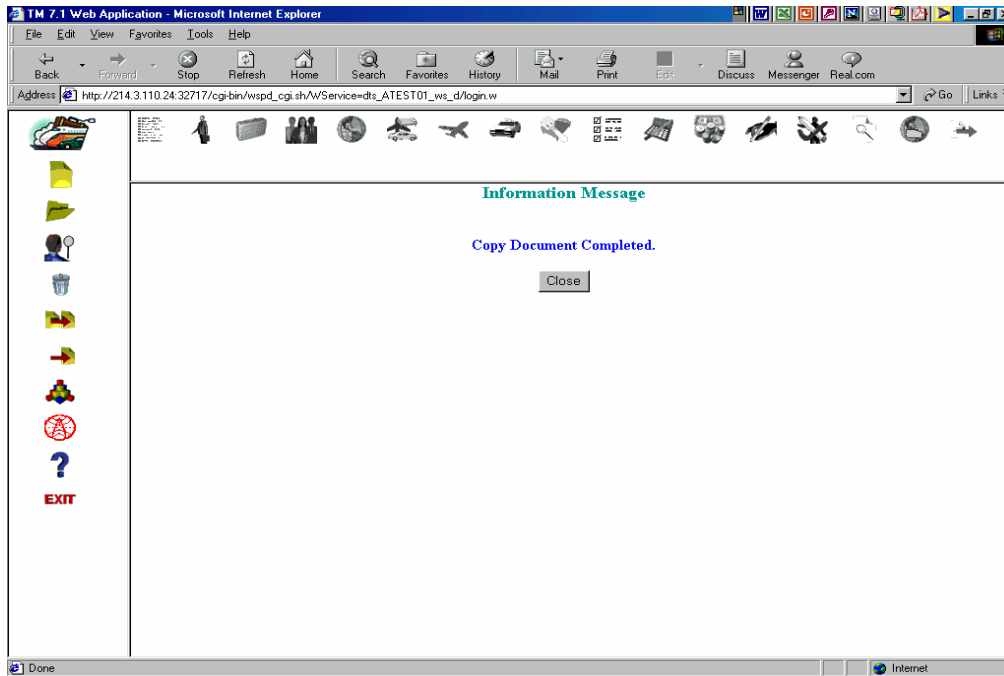 TM 7.1 Web Application - Microsoft Internet Explorer
File Edit View Favorites Tools Help
Back Forward Stop Refresh Home Search Favorites History Mail Print Edit Discuss Messenger Real.com
Address http://214.3.110.24:32717/cgi-bin/wspd_cgi.sh/WService=dts_ATEST01_ws_d/login.w Go Links
Information Message
Copy Document Completed.
Close
?
EXIT
Done Internet